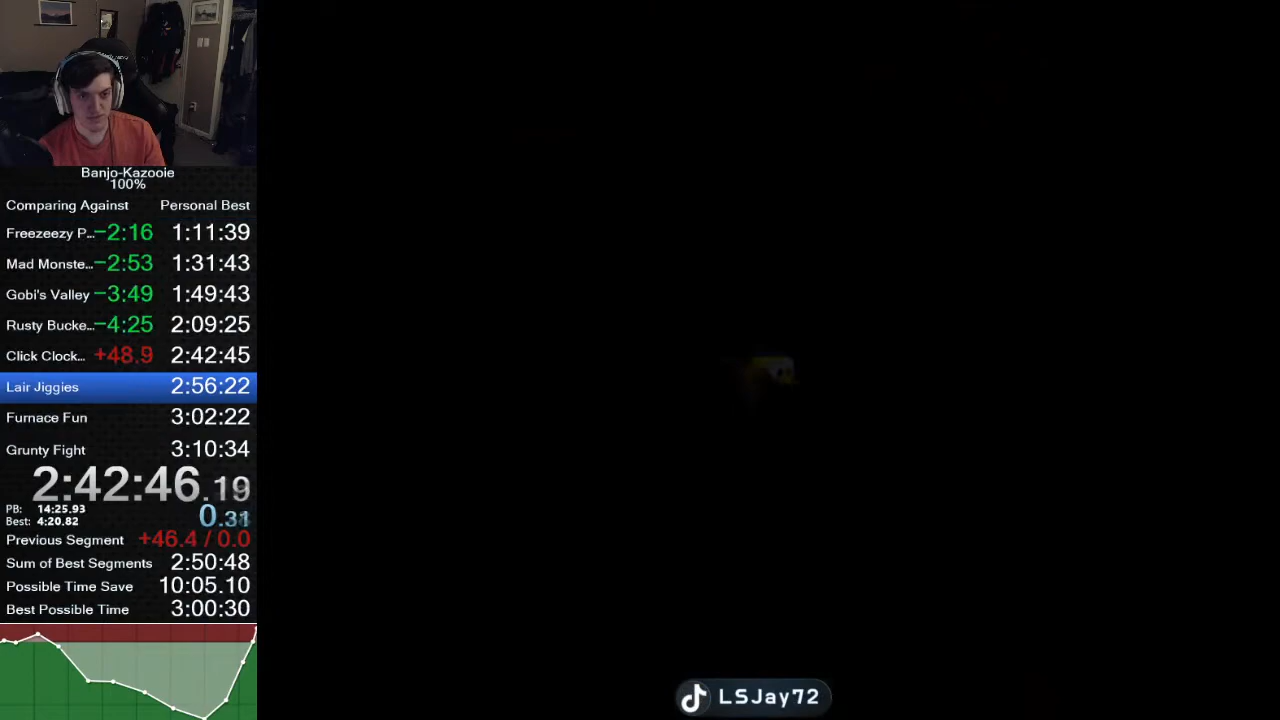 Banjo-Kazooie
100%
Comparing Against Personal Best
Freezeezy P... -2:16 1:11:39
Mad Monste... -2:53 1:31:43
Gobi's Valley -3:49 1:49:43
Rusty Bucke... -4:25 2:09:25
Click Clock... +48.9 2:42:45
Lair Jiggies 2:56:22
Furnace Fun 3:02:22
Grunty Fight 3:10:34
2:42:46.19
PB: 14:25.93
Best: 4:20.82
0.31
Previous Segment +46.4 / 0.0
Sum of Best Segments 2:50:48
Possible Time Save 10:05.10
Best Possible Time 3:00:30
LSJay72